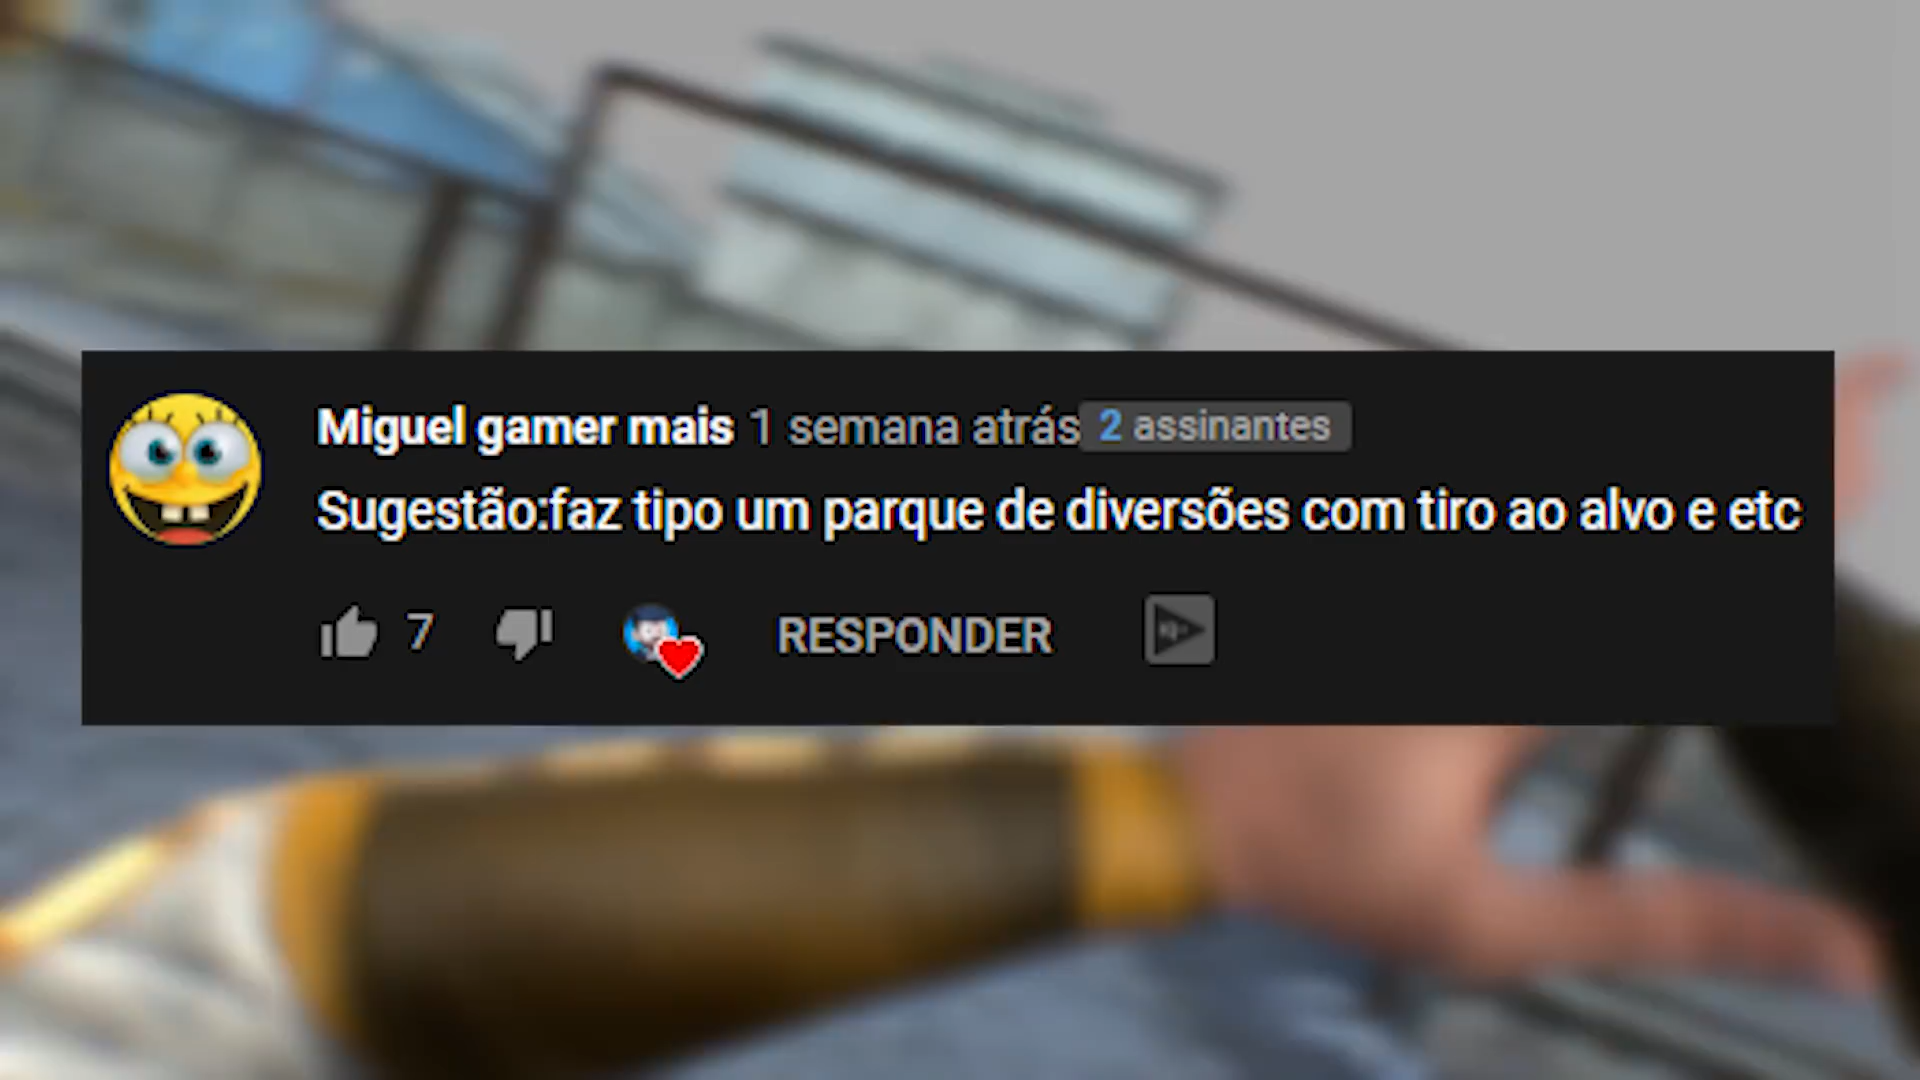 Miguel gamer mais 1 semana atrás 2 assinantes
Sugestão:faz tipo um parque de diversões com tiro ao alvo e etc
7 RESPONDER